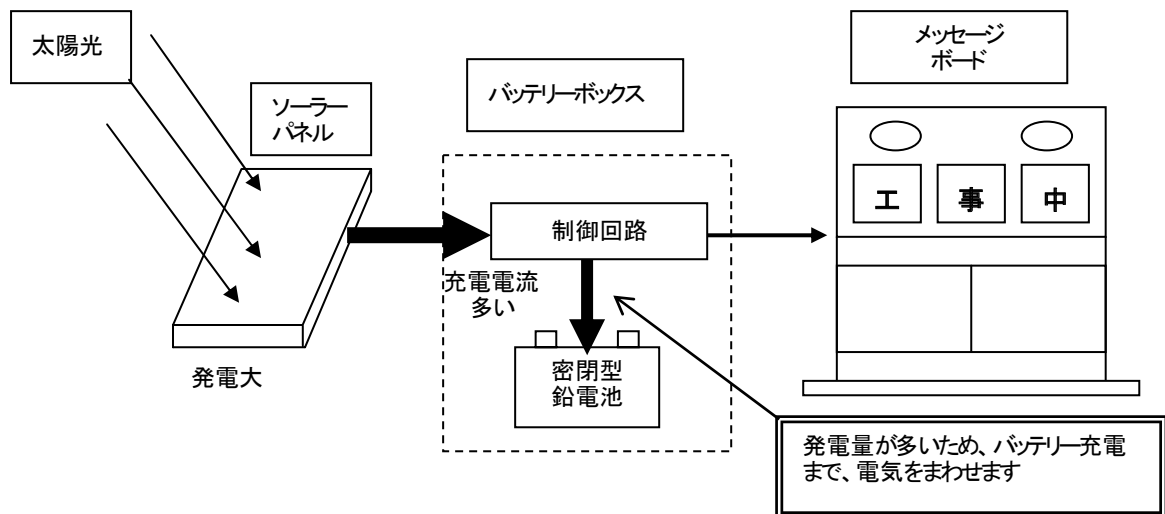 太陽光
ソーラー
パネル
バッテリーボックス
メッセージ
ボード
工 事 中
制御回路
充電電流
多い
密閉型
鉛電池
発電大
発電量が多いため、バッテリー充電
まで、電気をまわせます